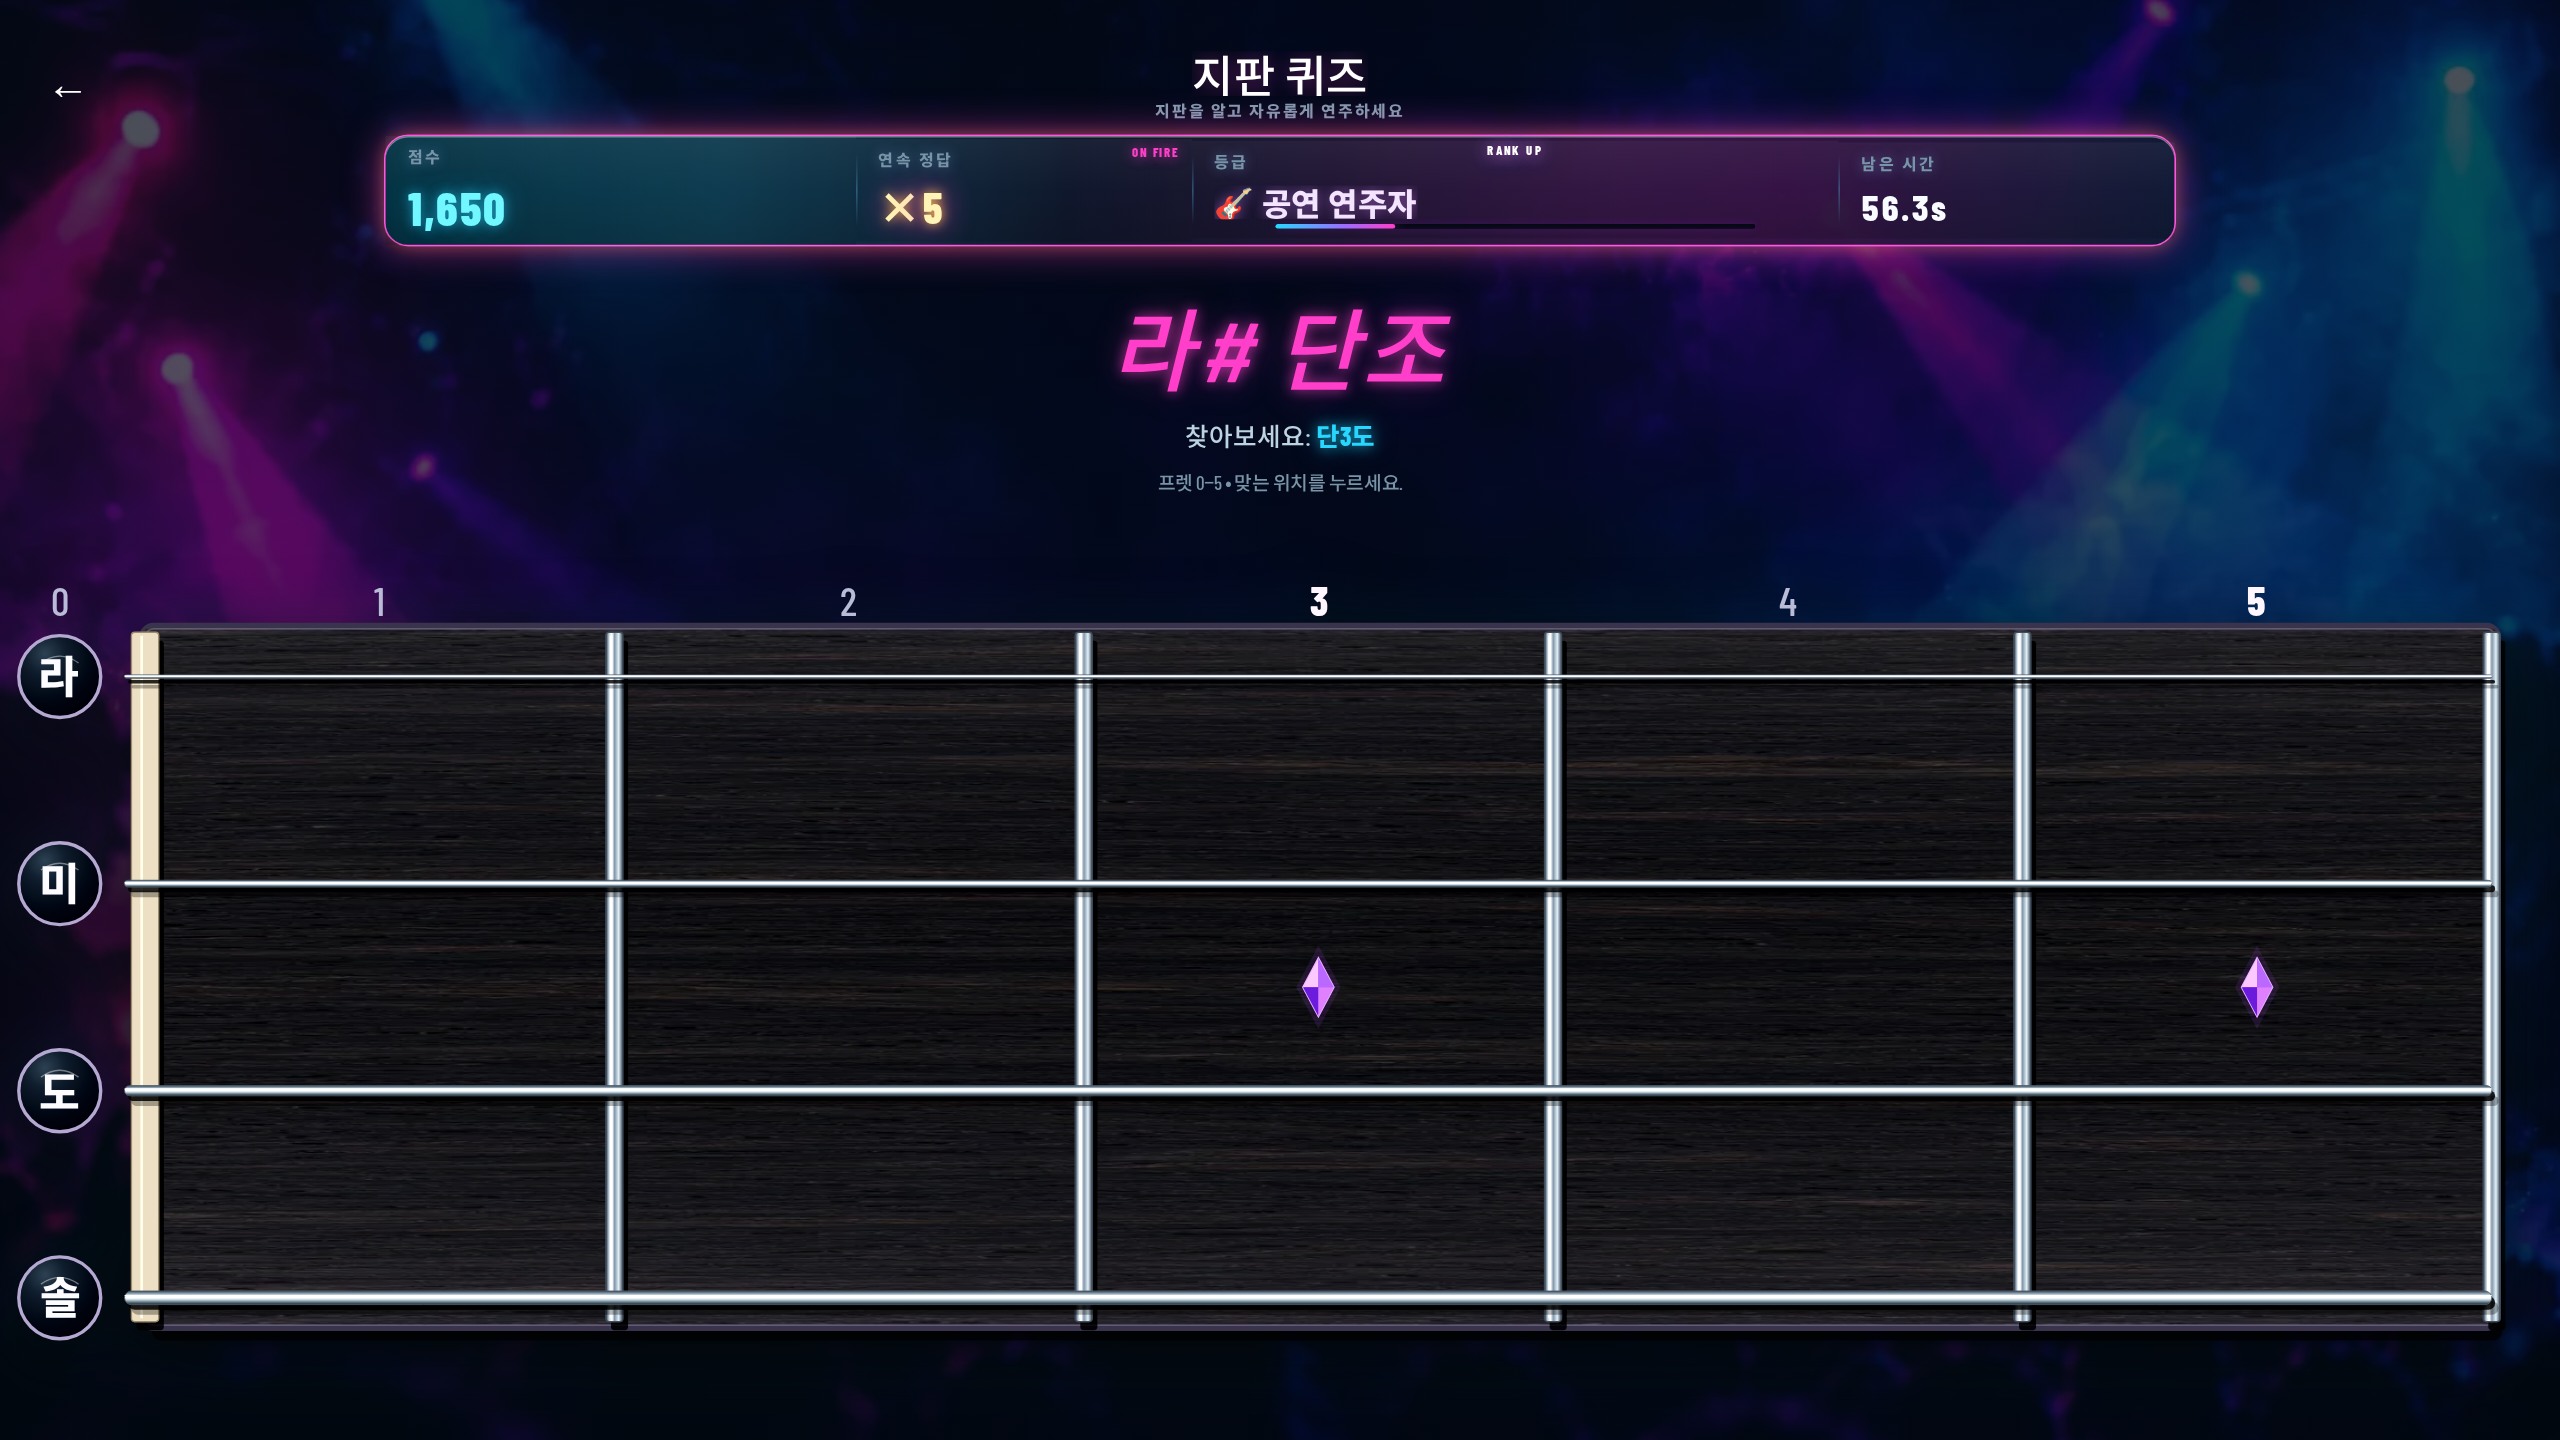 ←
지판 퀴즈
지판을 알고 자유롭게 연주하세요
점수
1,650
연속 정답
×5
ON FIRE
등급
공연 연주자
RANK UP
남은 시간
56.3s
라# 단조
찾아보세요: 단3도
프렛 0–5 • 맞는 위치를 누르세요.
0 1 2 3 4 5
라
미
도
솔